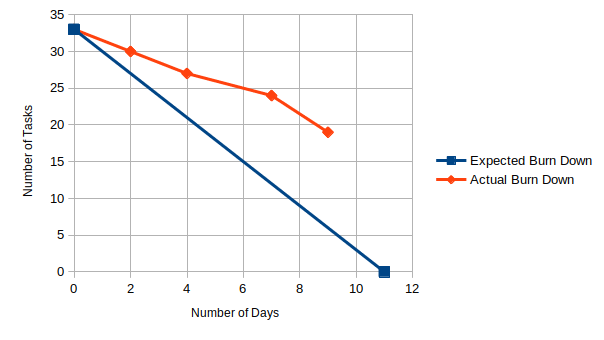 35
30
25
20
15
10
5
0
0 2 4 6 8 10 12
Number of Tasks
Number of Days
Expected Burn Down
Actual Burn Down